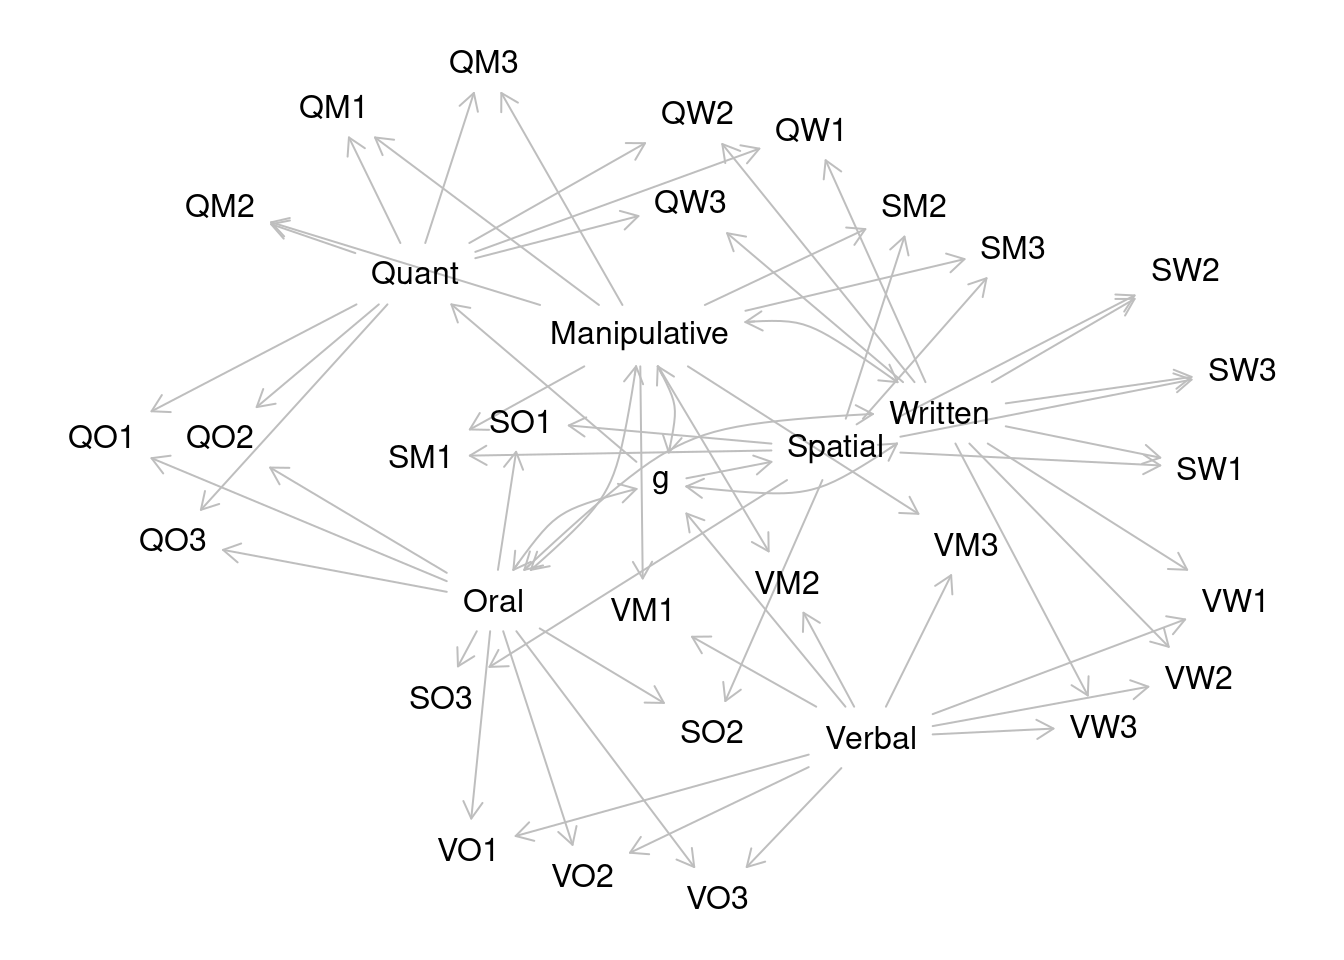 QM3
QM1
QW2
QW1
QM2
QW3
SM2
SM3
Quant
SW2
Manipulative
SW3
Written
SO1
QO1
QO2
Spatial
SM1
SW1
g
QO3
VM3
VM2
Oral
VM1
VW1
VW2
SO3
VW3
SO2
Verbal
VO1
VO2
VO3